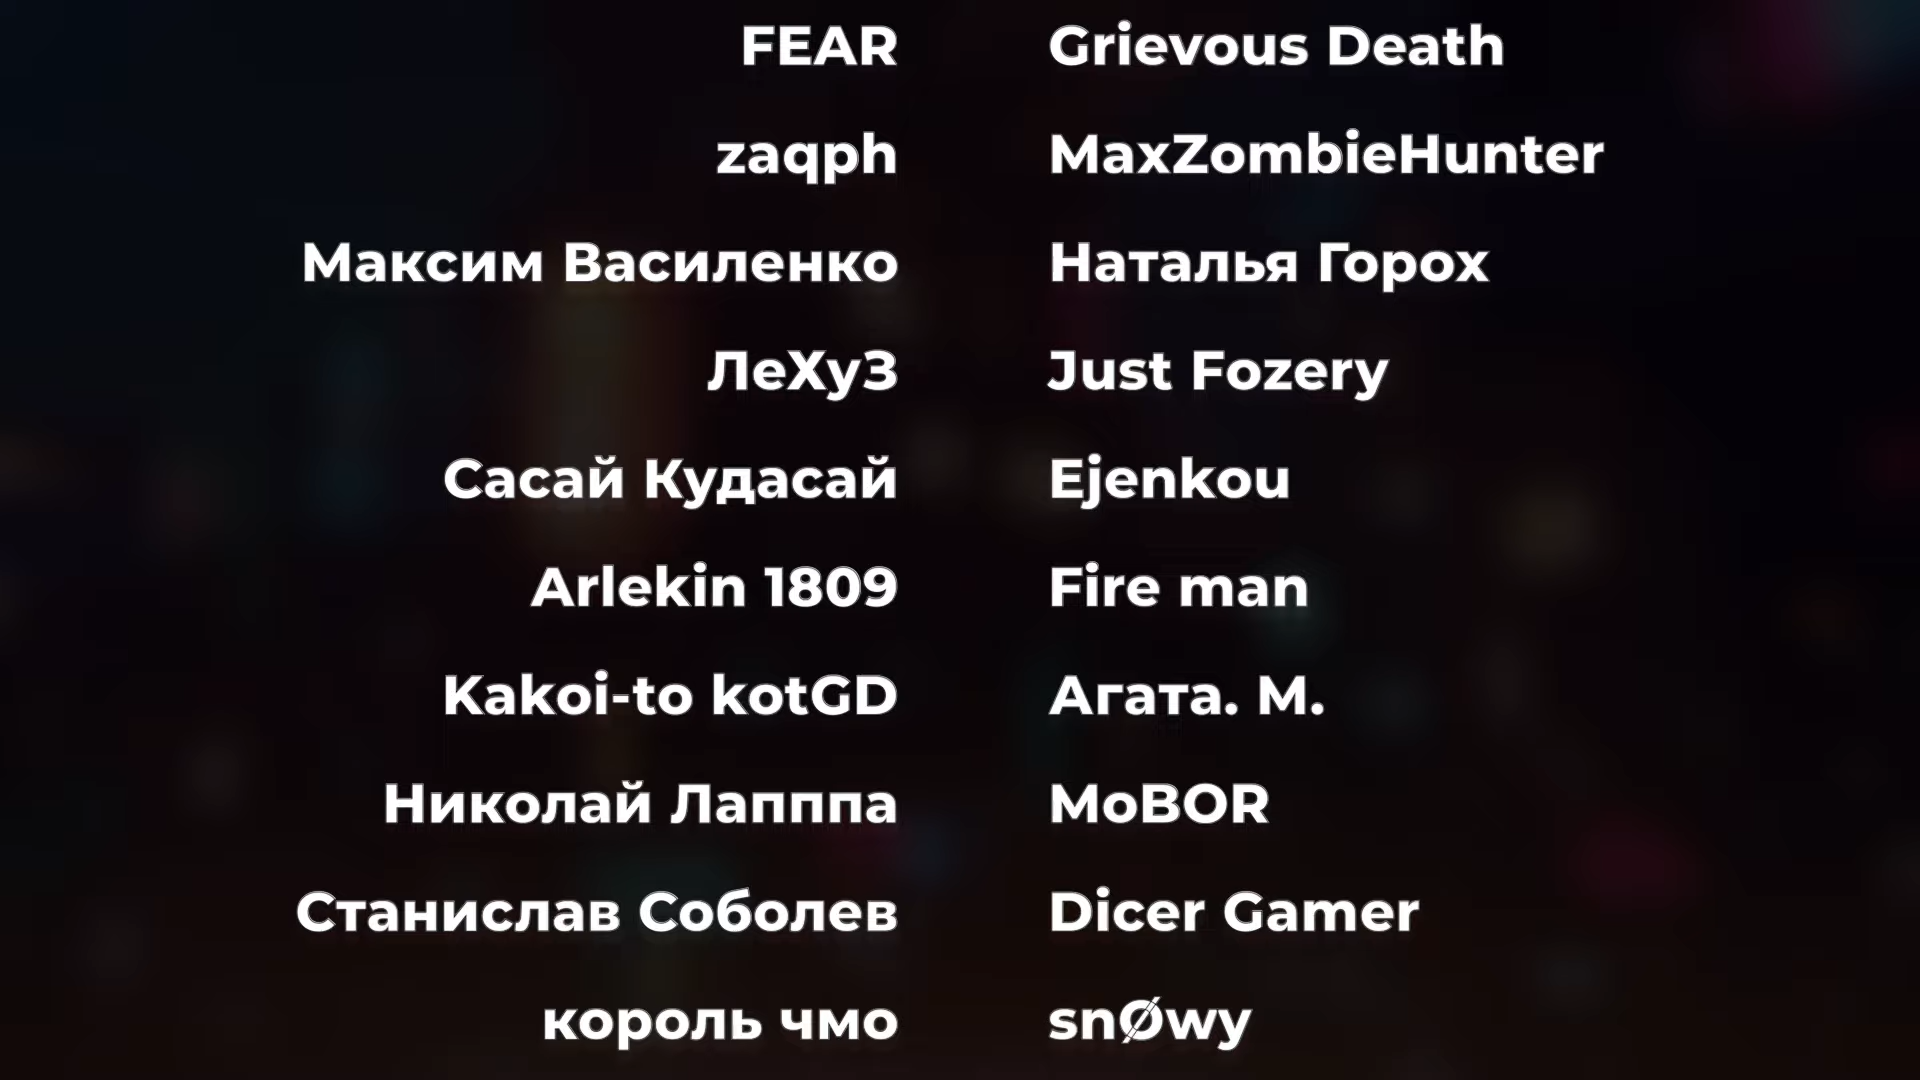 FEAR Grievous Death
zaqph MaxZombieHunter
Максим Василенко Наталья Горох
ЛеХуЗ Just Fozery
Сасай Кудасай Ejenkou
Arlekin 1809 Fire man
Kakoi-to kotGD Агата. М.
Николай Лапппа MoBOR
Станислав Соболев Dicer Gamer
король чмо snØwy